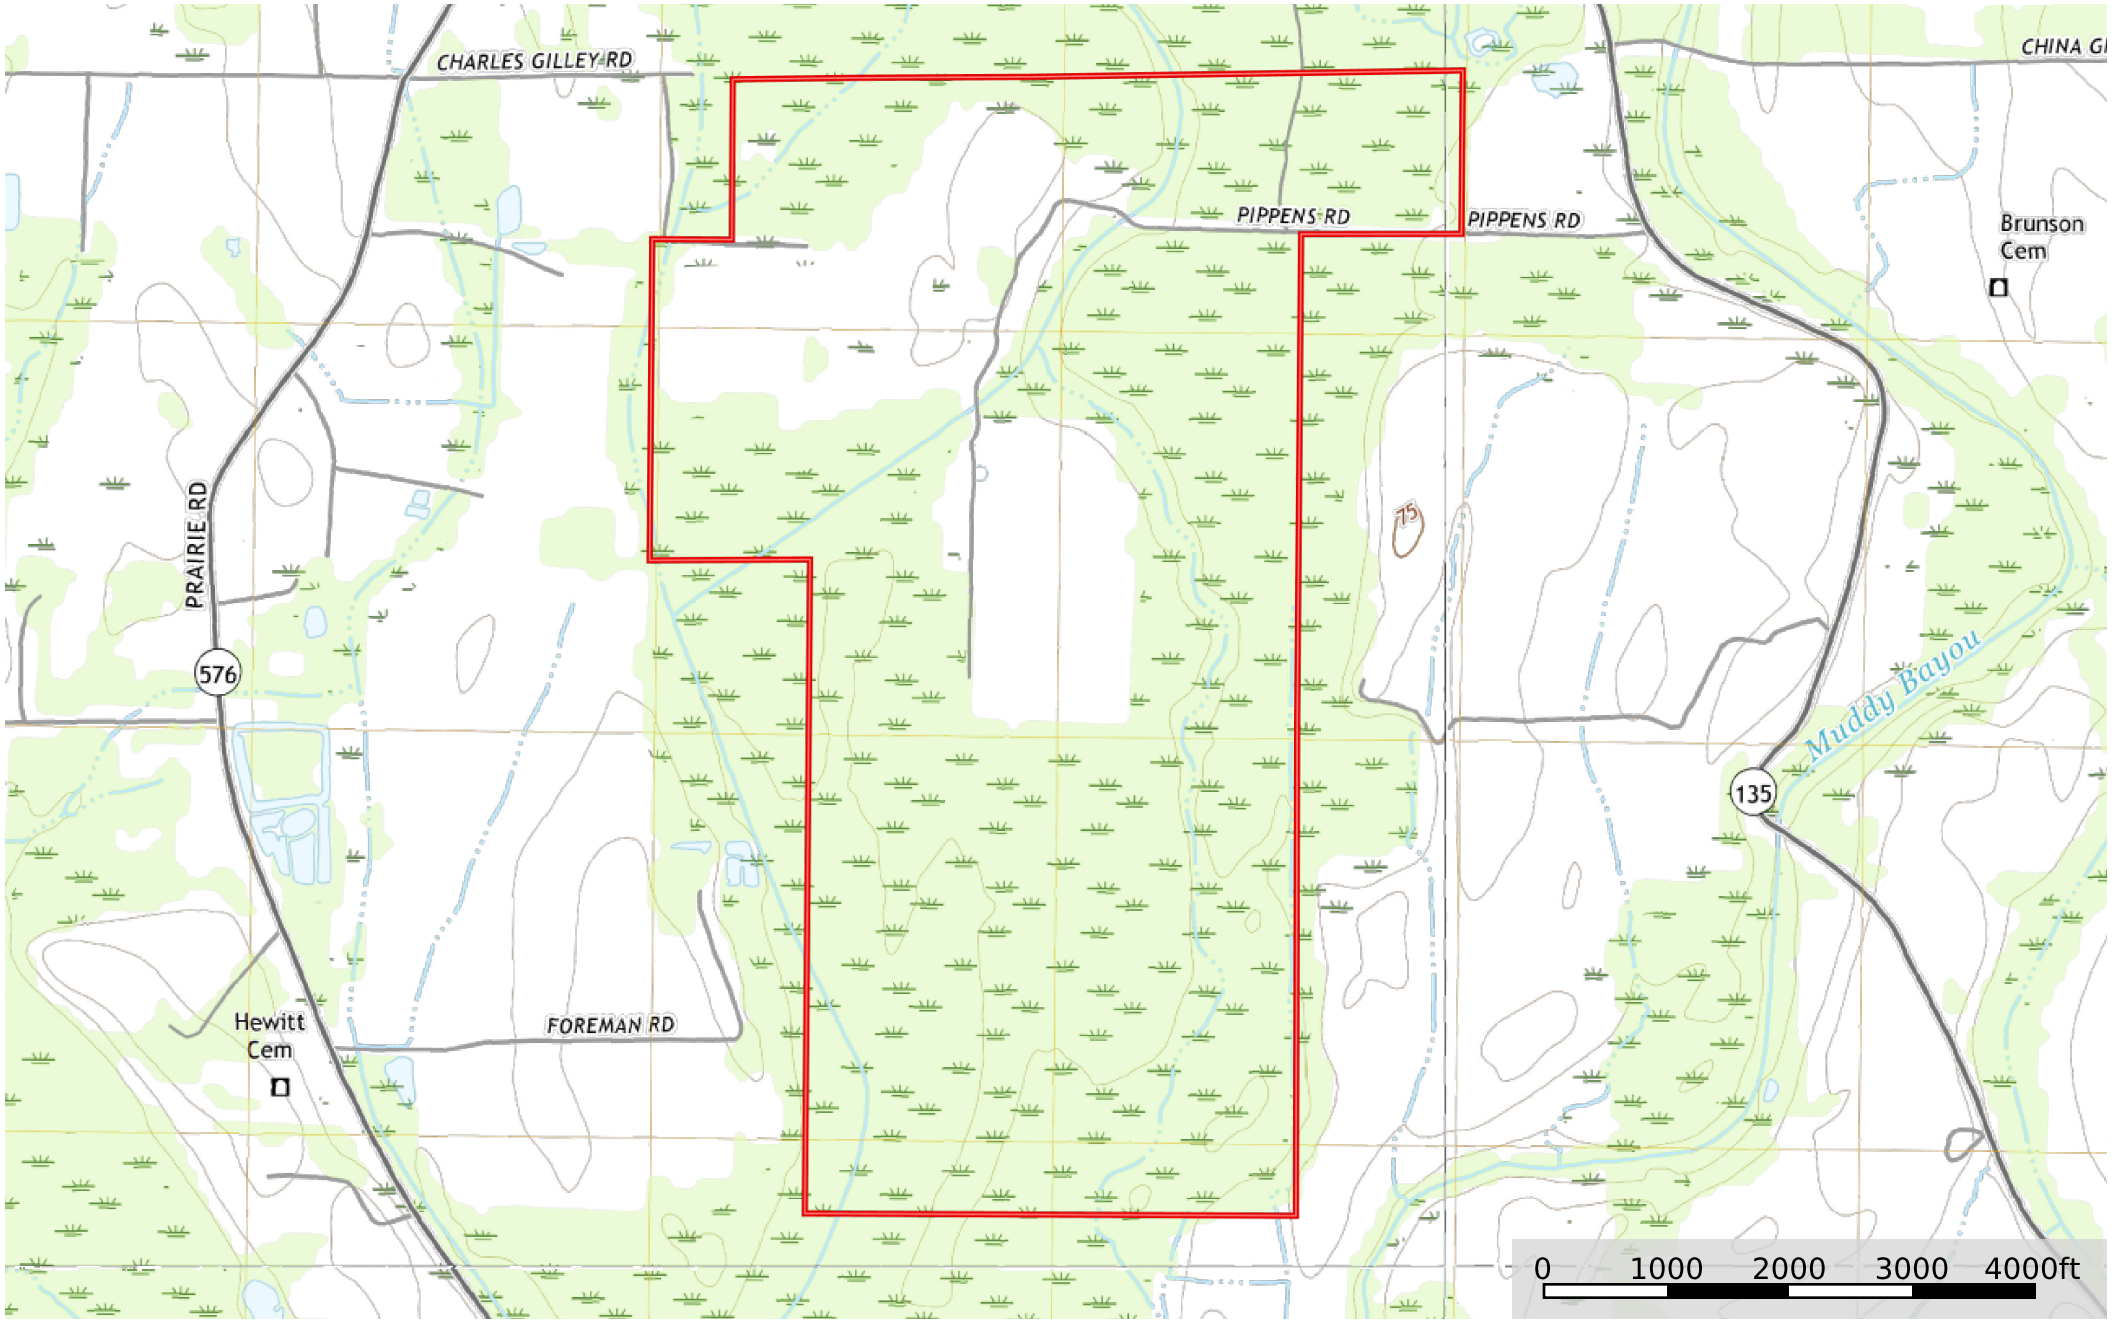 CHARLES GILLEY RD
CHINA GI
PIPPENS RD
PIPPENS RD
Brunson
Cem
PRAIRIE RD
75
576
Muddy Bayou
135
Hewitt
Cem
FOREMAN RD
0 1000 2000 3000 4000ft